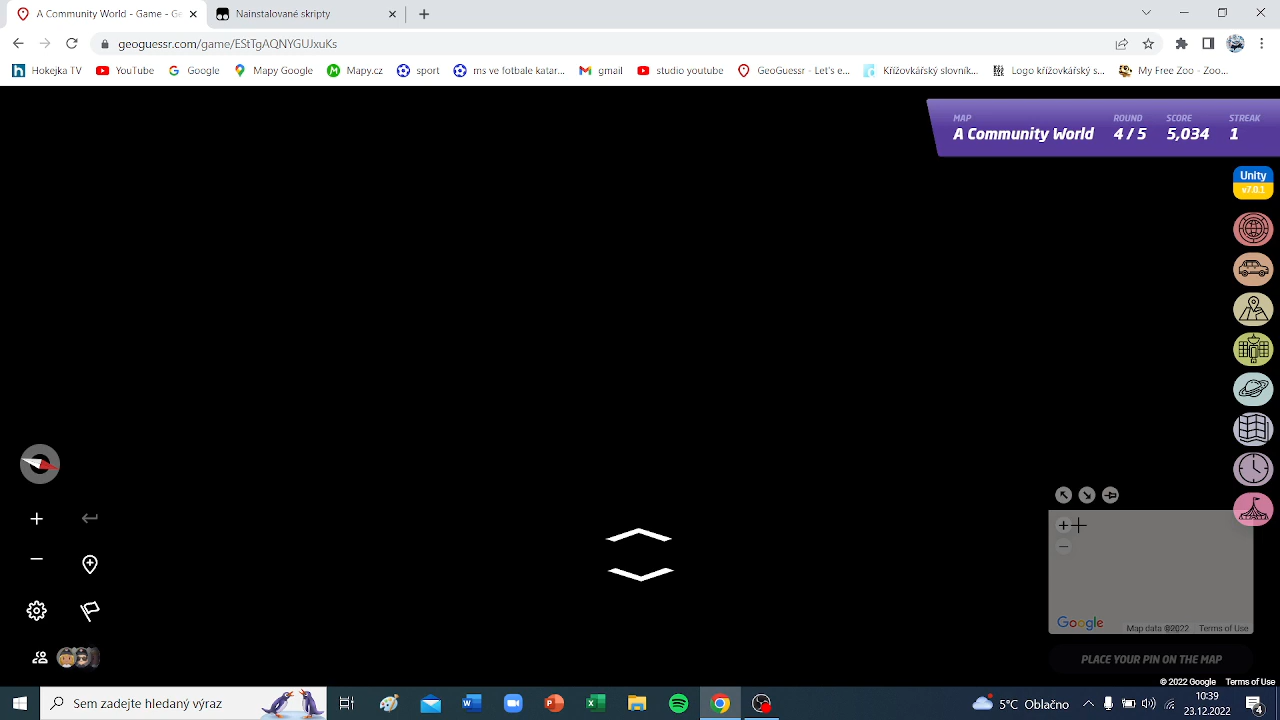 A Community World - GeoGuessr - Ge
Nainstalované skripty
geoguessr.com/game/EStTgAQNYGUJxuKs
Hokejka TV YouTube Google Mapy Google Mapy.cz sport ms ve fotbale-štar... gmail studio youtube GeoGuessr - Let's e... Křížovkářský slovník... Logo křížovkářský s... My Free Zoo - Zoo...
MAP ROUND SCORE STREAK
A Community World 4 / 5 5,034 1
Unity
v7.0.1
Google Map data ©2022 Terms of Use
PLACE YOUR PIN ON THE MAP
© 2022 Google Terms of Use
Sem zadejte hledaný výraz
5°C Oblačno
10:39
23.12.2022
4